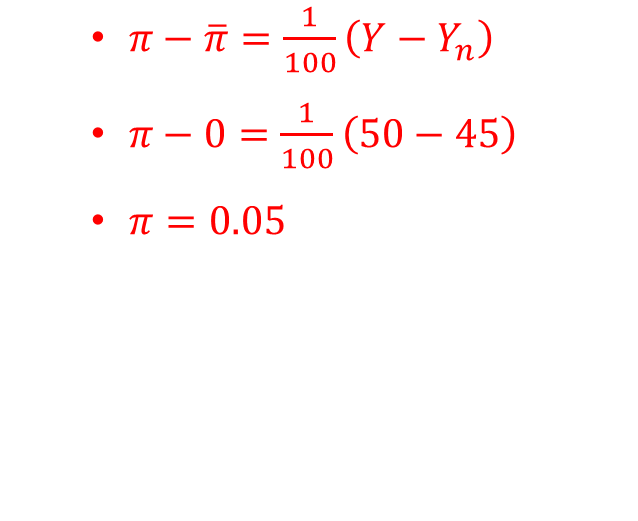 • π − π̄ = 1/100 (Y − Yₙ)
• π − 0 = 1/100 (50 − 45)
• π = 0.05